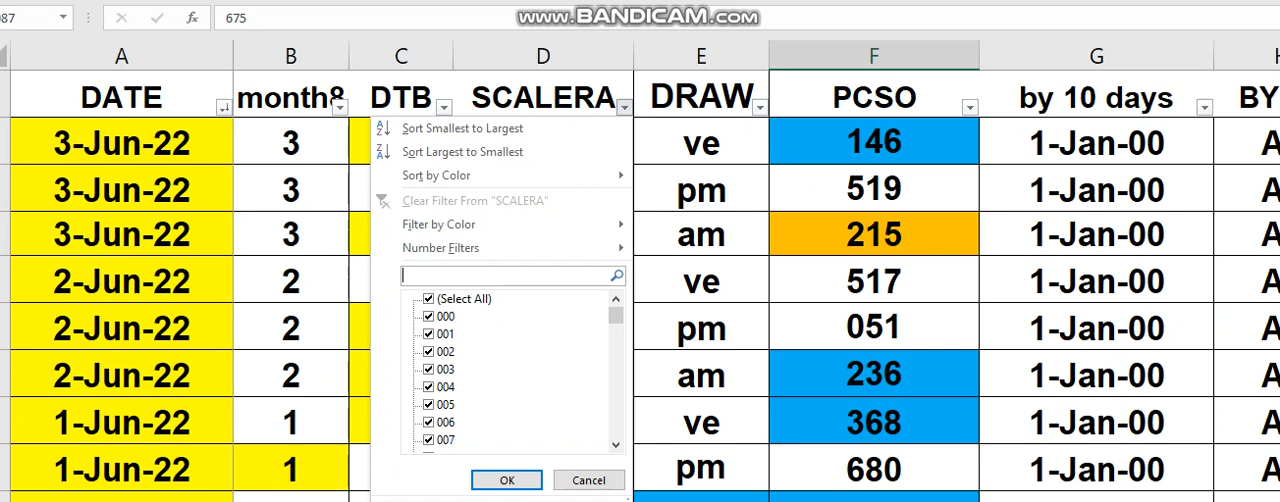 987 fx 675
www.BANDICAM.com
A B C D E F G H
DATE month8 DTB SCALERA DRAW PCSO by 10 days BY
3-Jun-22 3 ve 146 1-Jan-00 A
3-Jun-22 3 pm 519 1-Jan-00 A
3-Jun-22 3 am 215 1-Jan-00 A
2-Jun-22 2 ve 517 1-Jan-00 A
2-Jun-22 2 pm 051 1-Jan-00 A
2-Jun-22 2 am 236 1-Jan-00 A
1-Jun-22 1 ve 368 1-Jan-00 A
1-Jun-22 1 pm 680 1-Jan-00 A
Sort Smallest to Largest
Sort Largest to Smallest
Sort by Color
Clear Filter From "SCALERA"
Filter by Color
Number Filters
(Select All)
000
001
002
003
004
005
006
007
OK Cancel